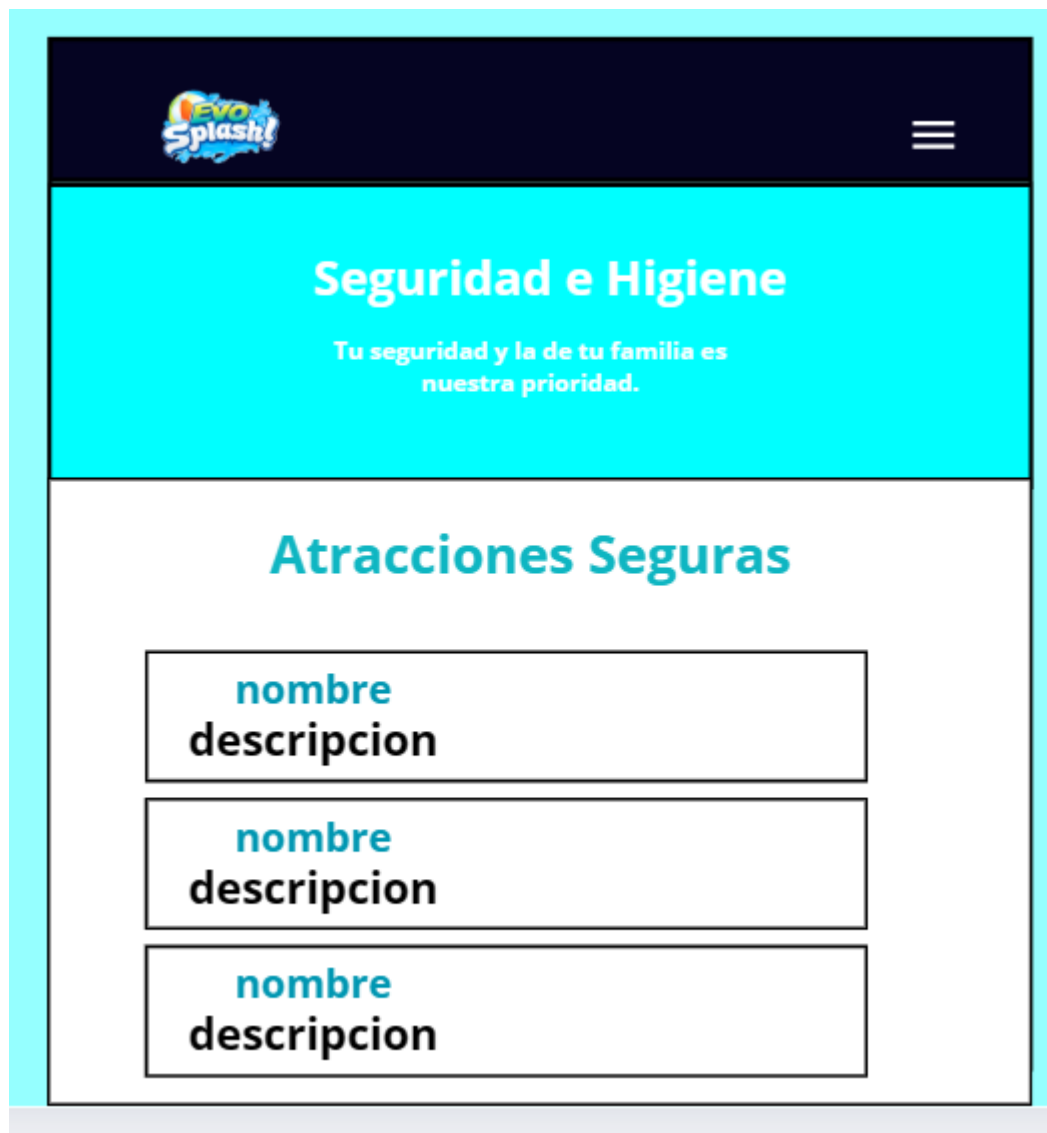 EVO
Splash!
Seguridad e Higiene
Tu seguridad y la de tu familia es
nuestra prioridad.
Atracciones Seguras
nombre
descripcion
nombre
descripcion
nombre
descripcion